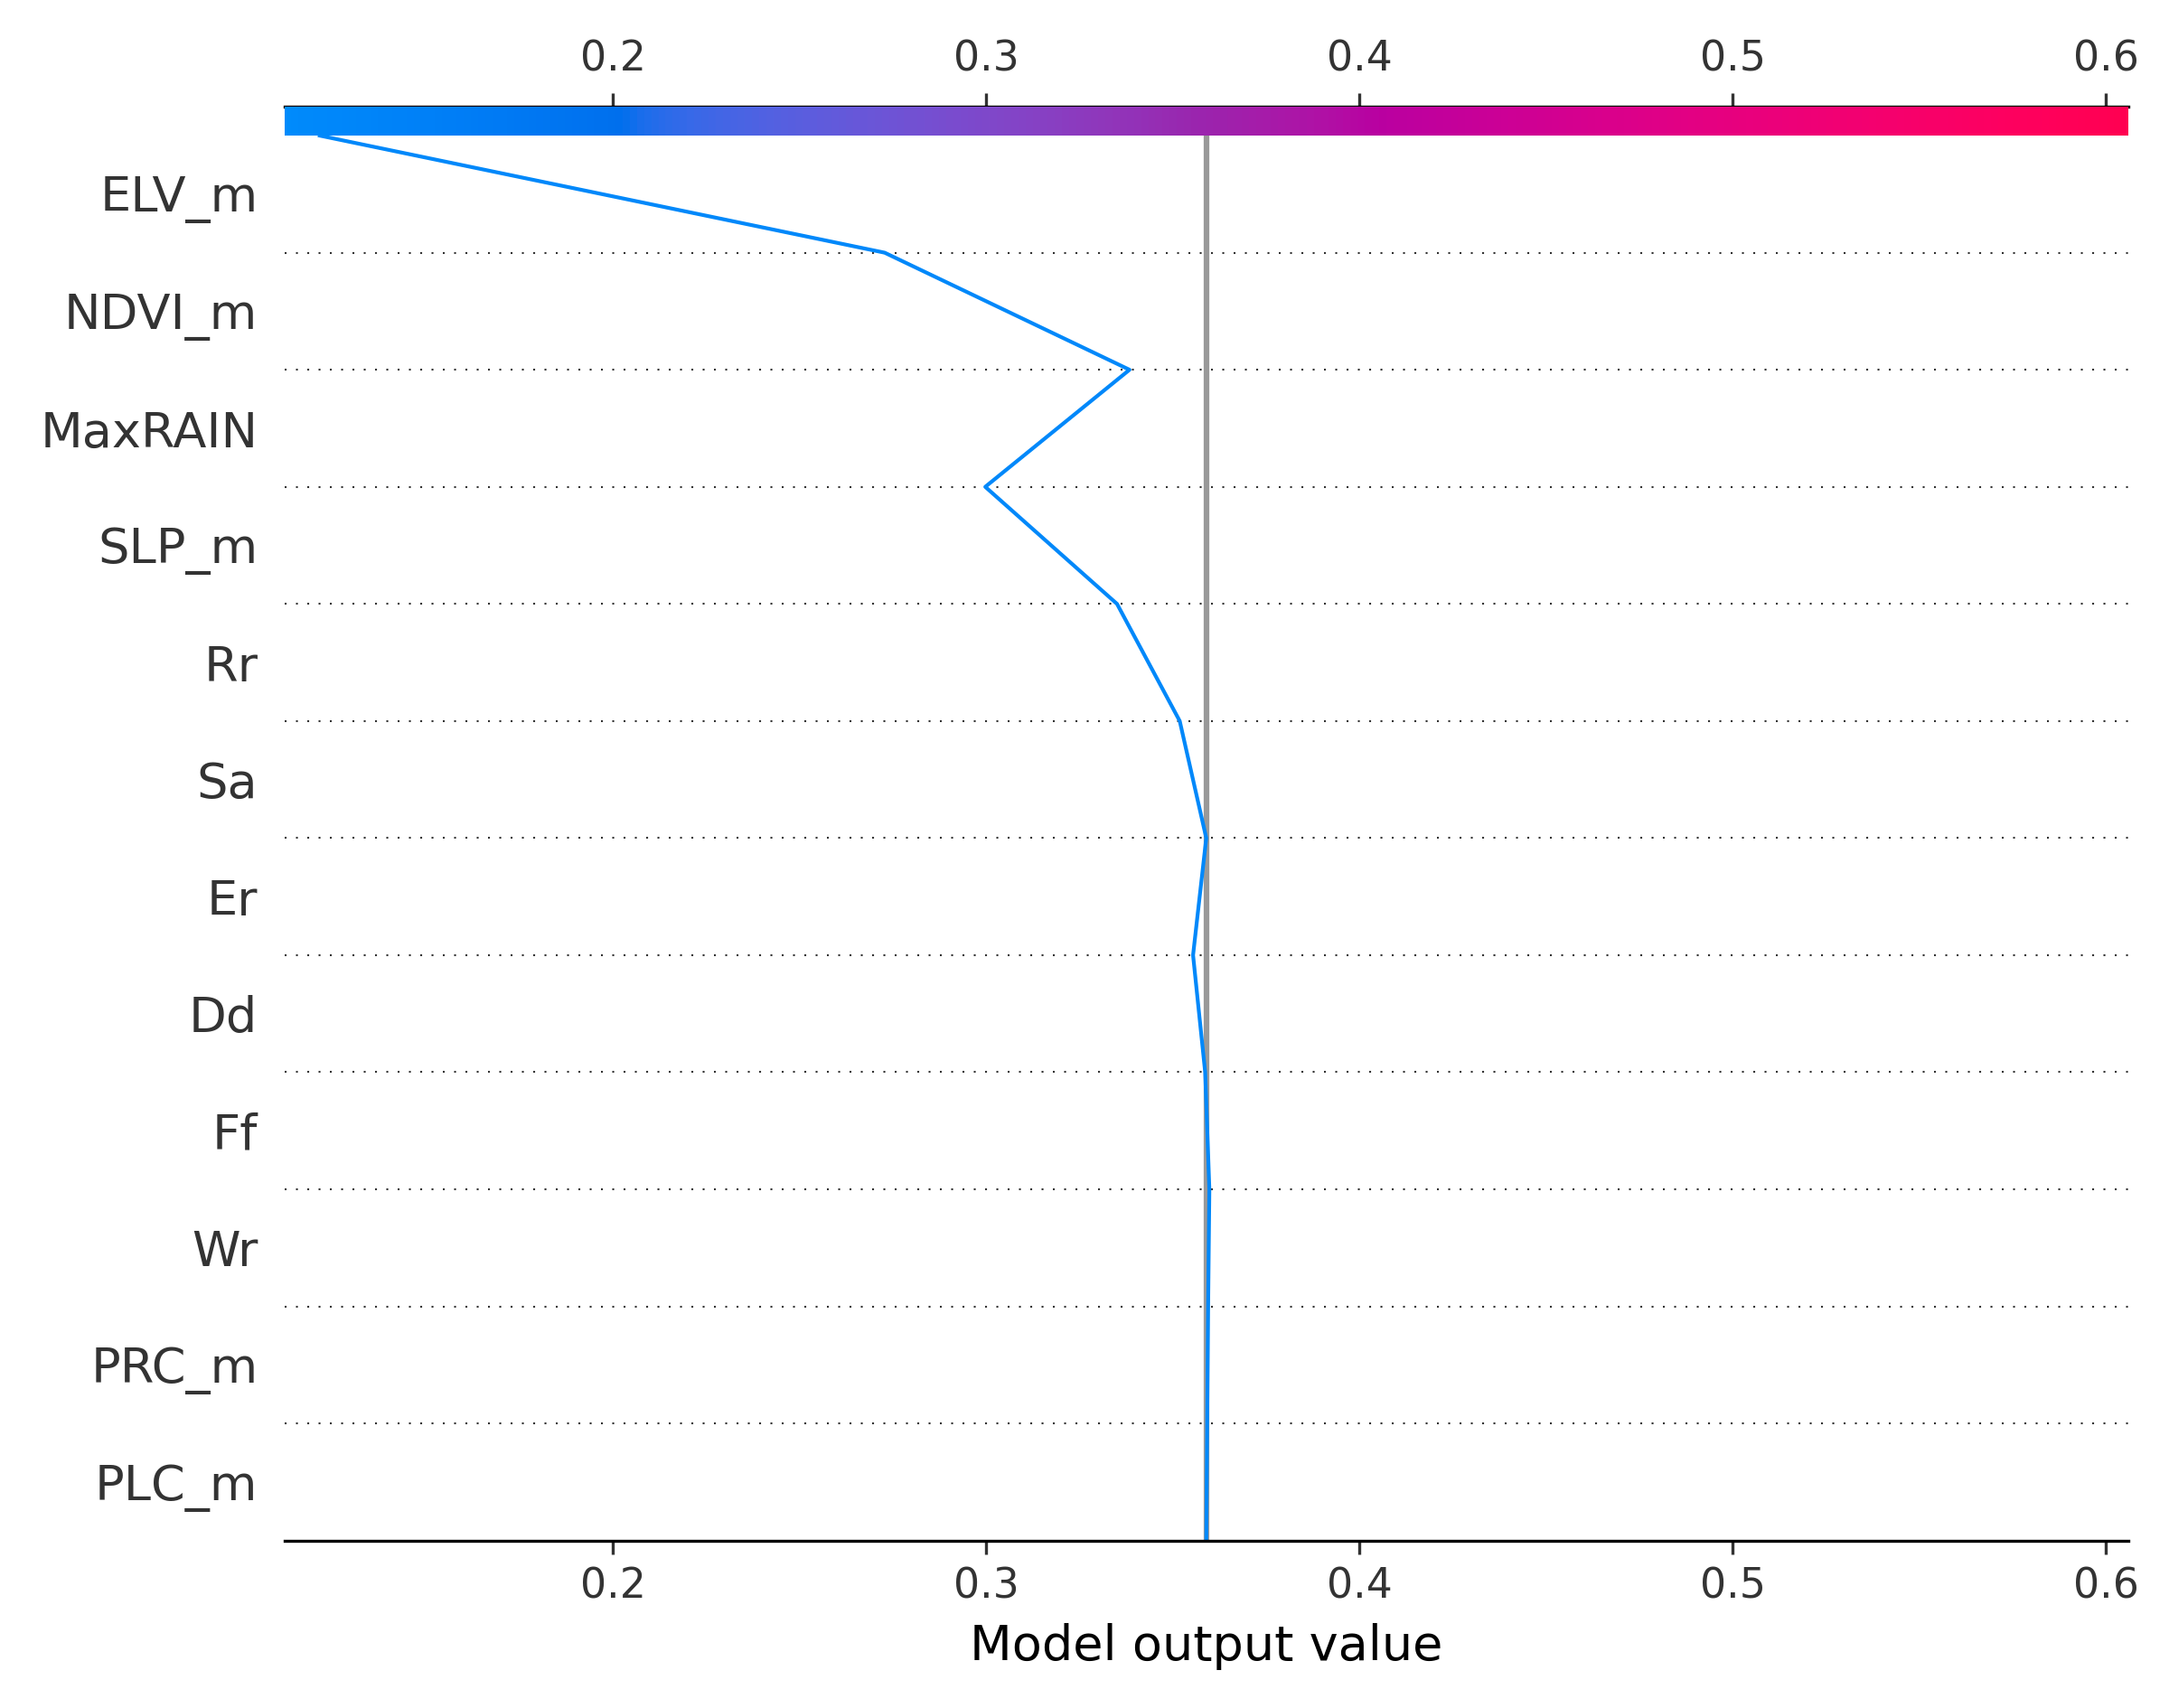 0.2 0.3 0.4 0.5 0.6
ELV_m
NDVI_m
MaxRAIN
SLP_m
Rr
Sa
Er
Dd
Ff
Wr
PRC_m
PLC_m
0.2 0.3 0.4 0.5 0.6
Model output value